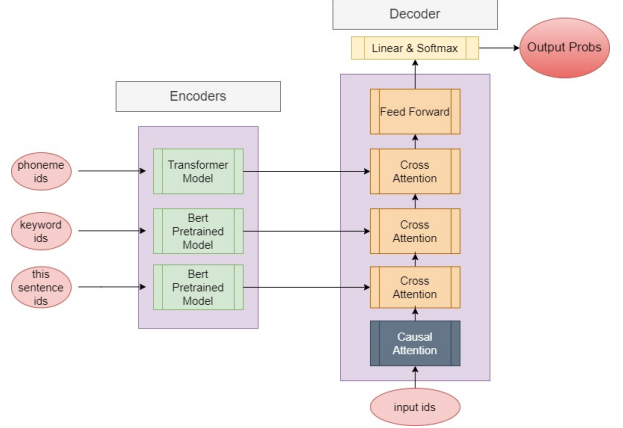 Decoder
Linear & Softmax
Output Probs
Encoders
Feed Forward
phoneme
ids
Transformer
Model
Cross
Attention
keyword
ids
Bert
Pretrained
Model
Cross
Attention
this
sentence
ids
Bert
Pretrained
Model
Cross
Attention
Causal
Attention
input ids